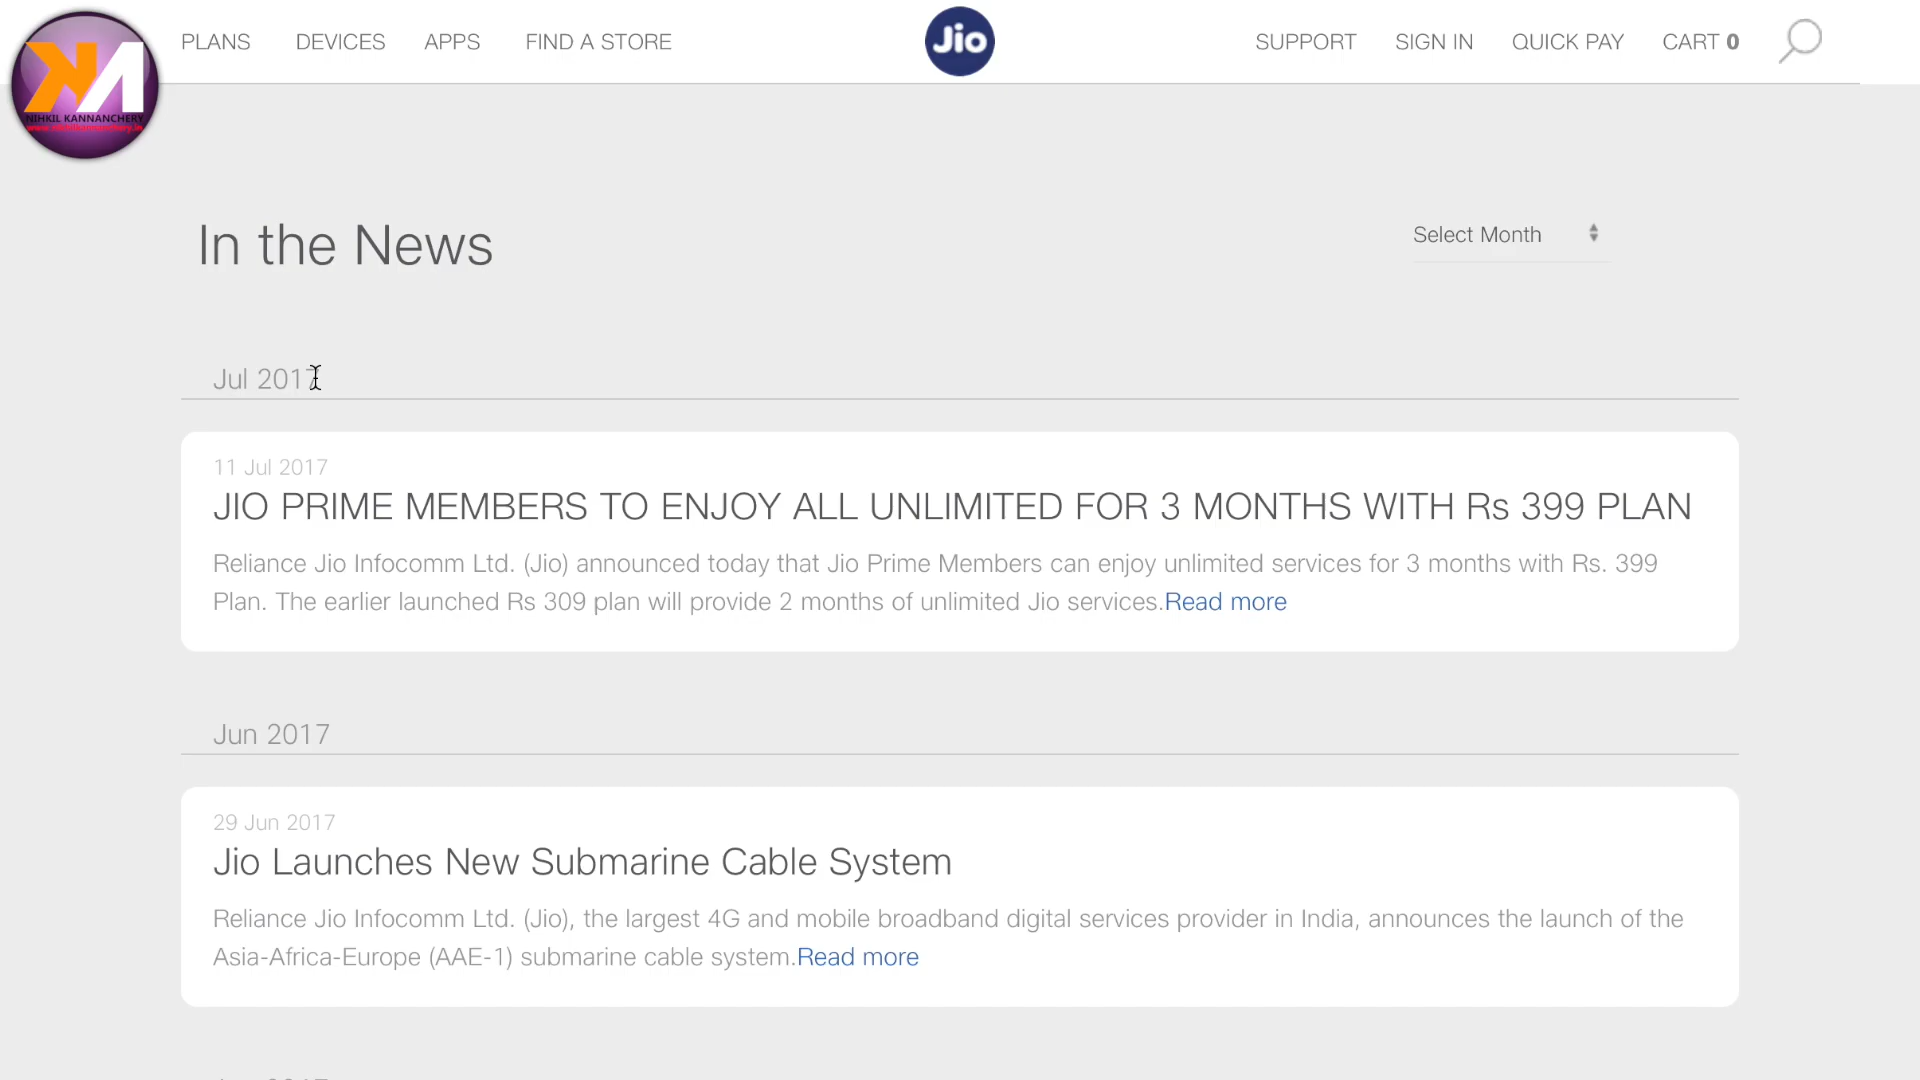 PLANS DEVICES APPS FIND A STORE Jio SUPPORT SIGN IN QUICK PAY CART 0
NIHKIL KANNANCHERY
In the News
Select Month
Jul 2017
11 Jul 2017
JIO PRIME MEMBERS TO ENJOY ALL UNLIMITED FOR 3 MONTHS WITH Rs 399 PLAN
Reliance Jio Infocomm Ltd. (Jio) announced today that Jio Prime Members can enjoy unlimited services for 3 months with Rs. 399
Plan. The earlier launched Rs 309 plan will provide 2 months of unlimited Jio services.Read more
Jun 2017
29 Jun 2017
Jio Launches New Submarine Cable System
Reliance Jio Infocomm Ltd. (Jio), the largest 4G and mobile broadband digital services provider in India, announces the launch of the
Asia-Africa-Europe (AAE-1) submarine cable system.Read more